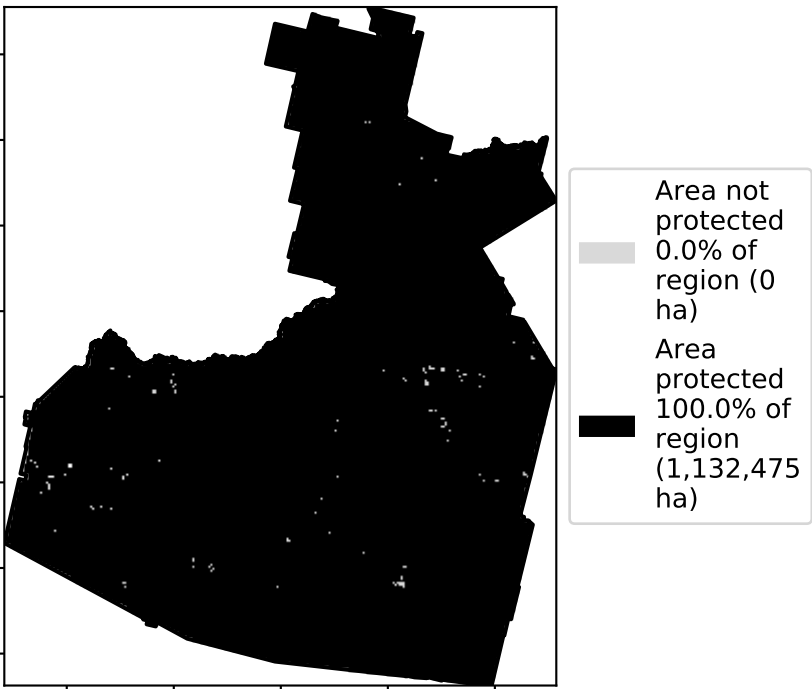 Area not
protected
0.0% of
region (0
ha)
Area
protected
100.0% of
region
(1,132,475
ha)